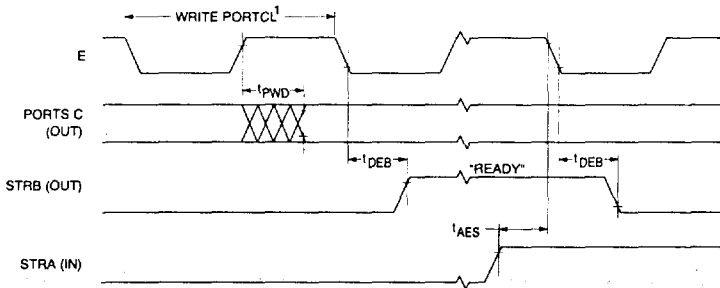 WRITE PORTCL1
E
tPWD
PORTS C
(OUT)
tDEB
"READY"
tDEB
STRB (OUT)
tAES
STRA (IN)